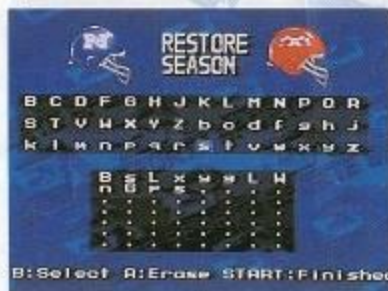 RESTORE
SEASON
B C D F G H J K L M N P Q R
S T V W X Y Z b o d f g h j
k l m n p q r s t v w x y z
B s L x y g L W
n G r s
B:Select A:Erase START:Finished